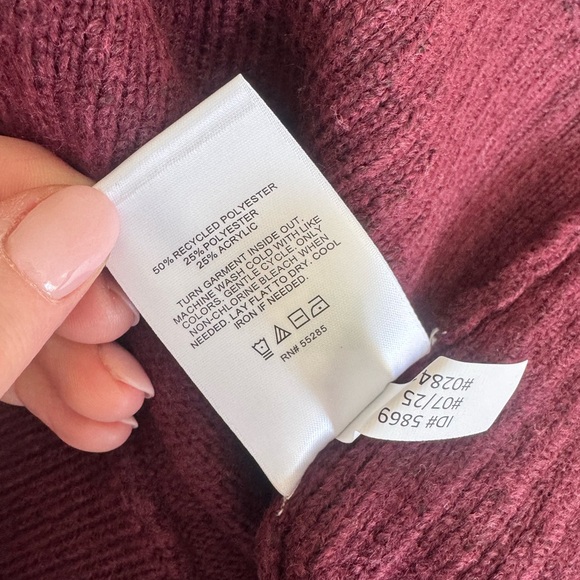 50% RECYCLED POLYESTER
25% POLYESTER
25% ACRYLIC
TURN GARMENT INSIDE OUT.
MACHINE WASH COLD WITH LIKE
COLORS, GENTLE CYCLE. ONLY
NON-CHLORINE BLEACH WHEN
NEEDED. LAY FLAT TO DRY. COOL
IRON IF NEEDED.
RN# 55285
ID# 5869
#07/25
#0284